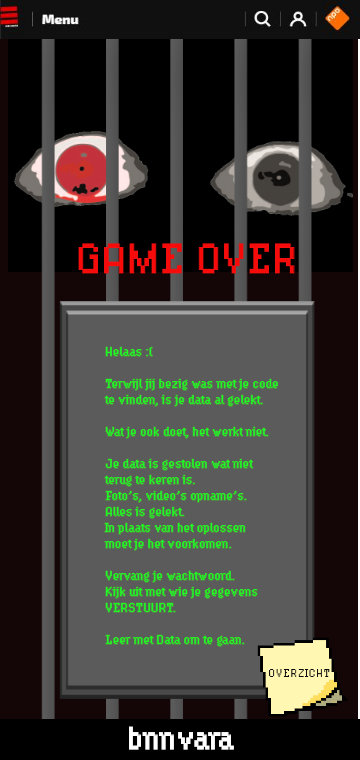 Menu
npo
GAME OVER
Helaas :(
Terwijl jij bezig was met je code
te vinden, is je data al gelekt.
Wat je ook doet, het werkt niet.
Je data is gestolen wat niet
terug te keren is.
Foto's, video's opname's.
Alles is gelekt.
In plaats van het oplossen
moet je het voorkomen.
Vervang je wachtwoord.
Kijk uit met wie je gegevens
VERSTUURT.
Leer met Data om te gaan.
OVERZICHT
bnnvara